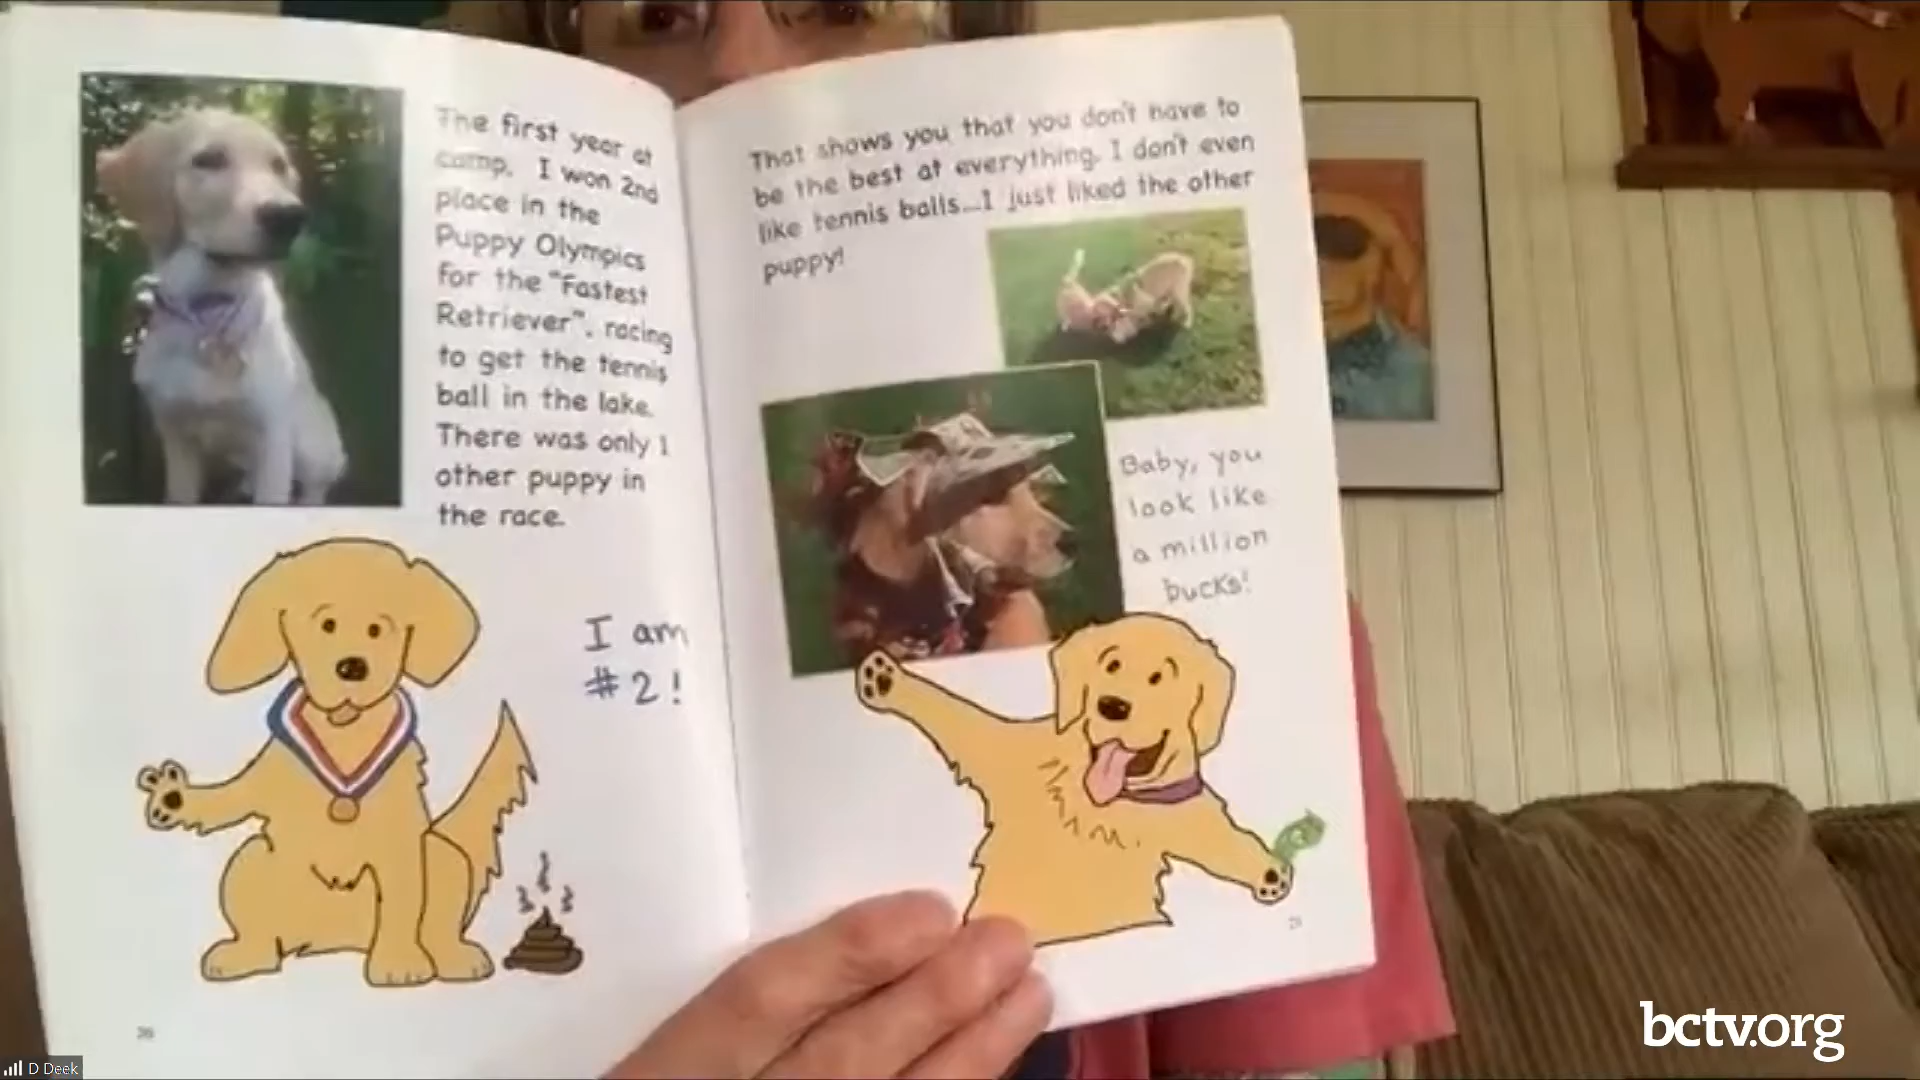 The first year at
camp, I won 2nd
place in the
Puppy Olympics
for the "Fastest
Retriever", racing
to get the tennis
ball in the lake.
There was only 1
other puppy in
the race.
I am
#2!
That shows you that you don't have to
be the best at everything. I don't even
like tennis balls...I just liked the other
puppy!
Baby, you
look like
a million
bucks!
bctv.org
D Deek